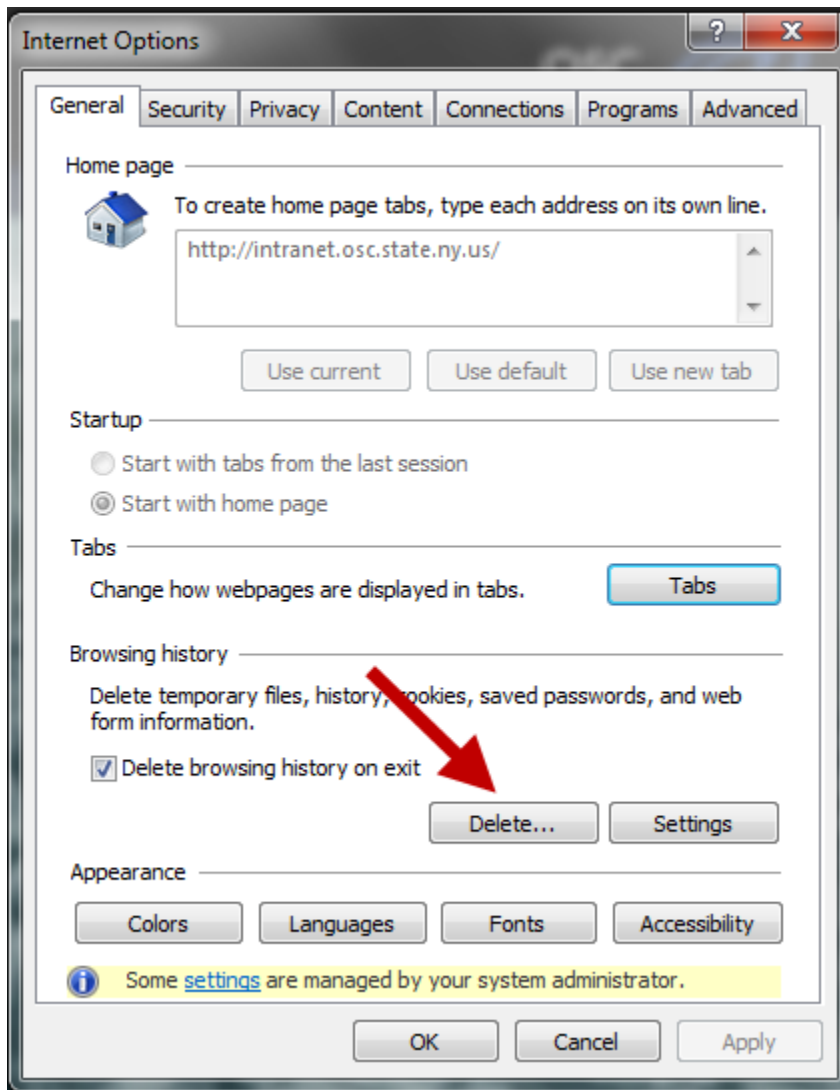 Internet Options
General Security Privacy Content Connections Programs Advanced
Home page
To create home page tabs, type each address on its own line.
http://intranet.osc.state.ny.us/
Use current Use default Use new tab
Startup
Start with tabs from the last session
Start with home page
Tabs
Change how webpages are displayed in tabs. Tabs
Browsing history
Delete temporary files, history, cookies, saved passwords, and web
form information.
Delete browsing history on exit
Delete... Settings
Appearance
Colors Languages Fonts Accessibility
Some settings are managed by your system administrator.
OK Cancel Apply